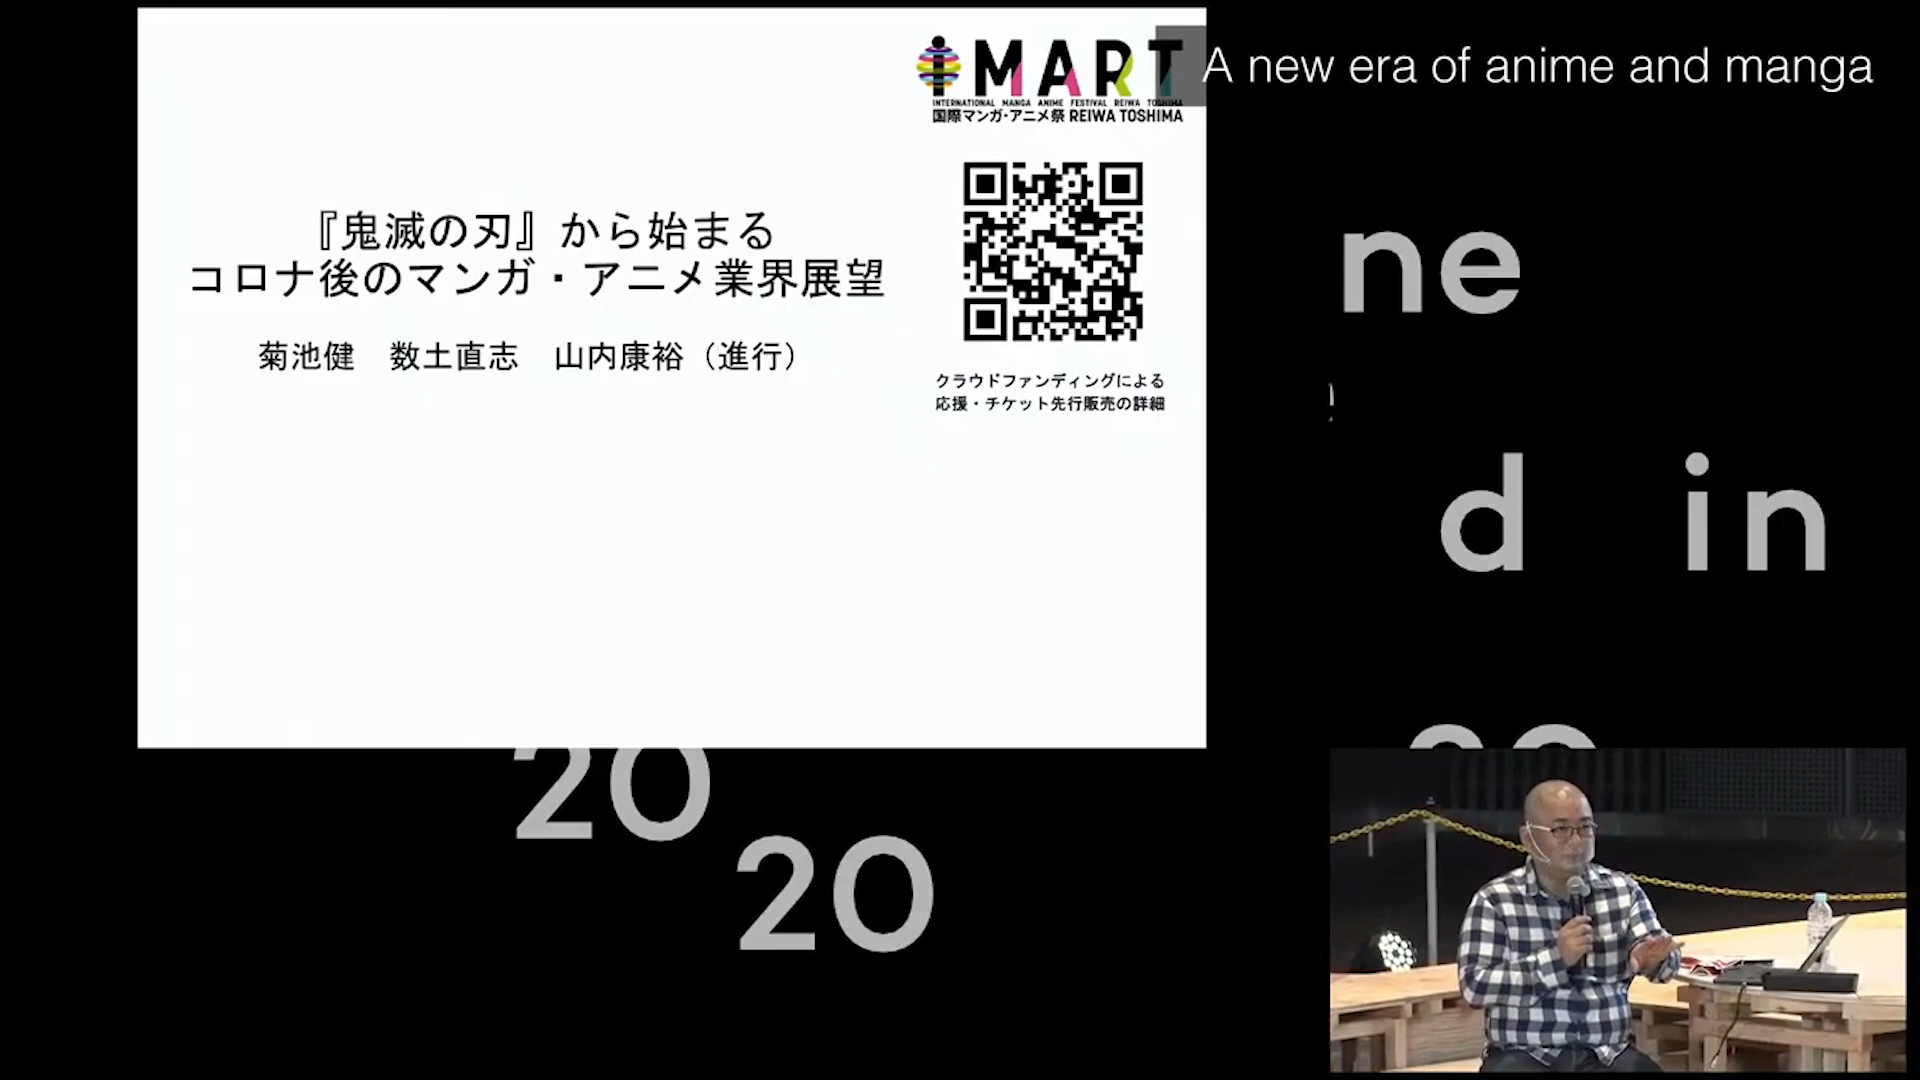 iMART
INTERNATIONAL MANGA ANIME FESTIVAL REIWA TOSHIMA
国際マンガ・アニメ祭 REIWA TOSHIMA
A new era of anime and manga
『鬼滅の刃』から始まる
コロナ後のマンガ・アニメ業界展望
菊池健　数土直志　山内康裕（進行）
クラウドファンディングによる
応援・チケット先行販売の詳細
ne
d in
20
20